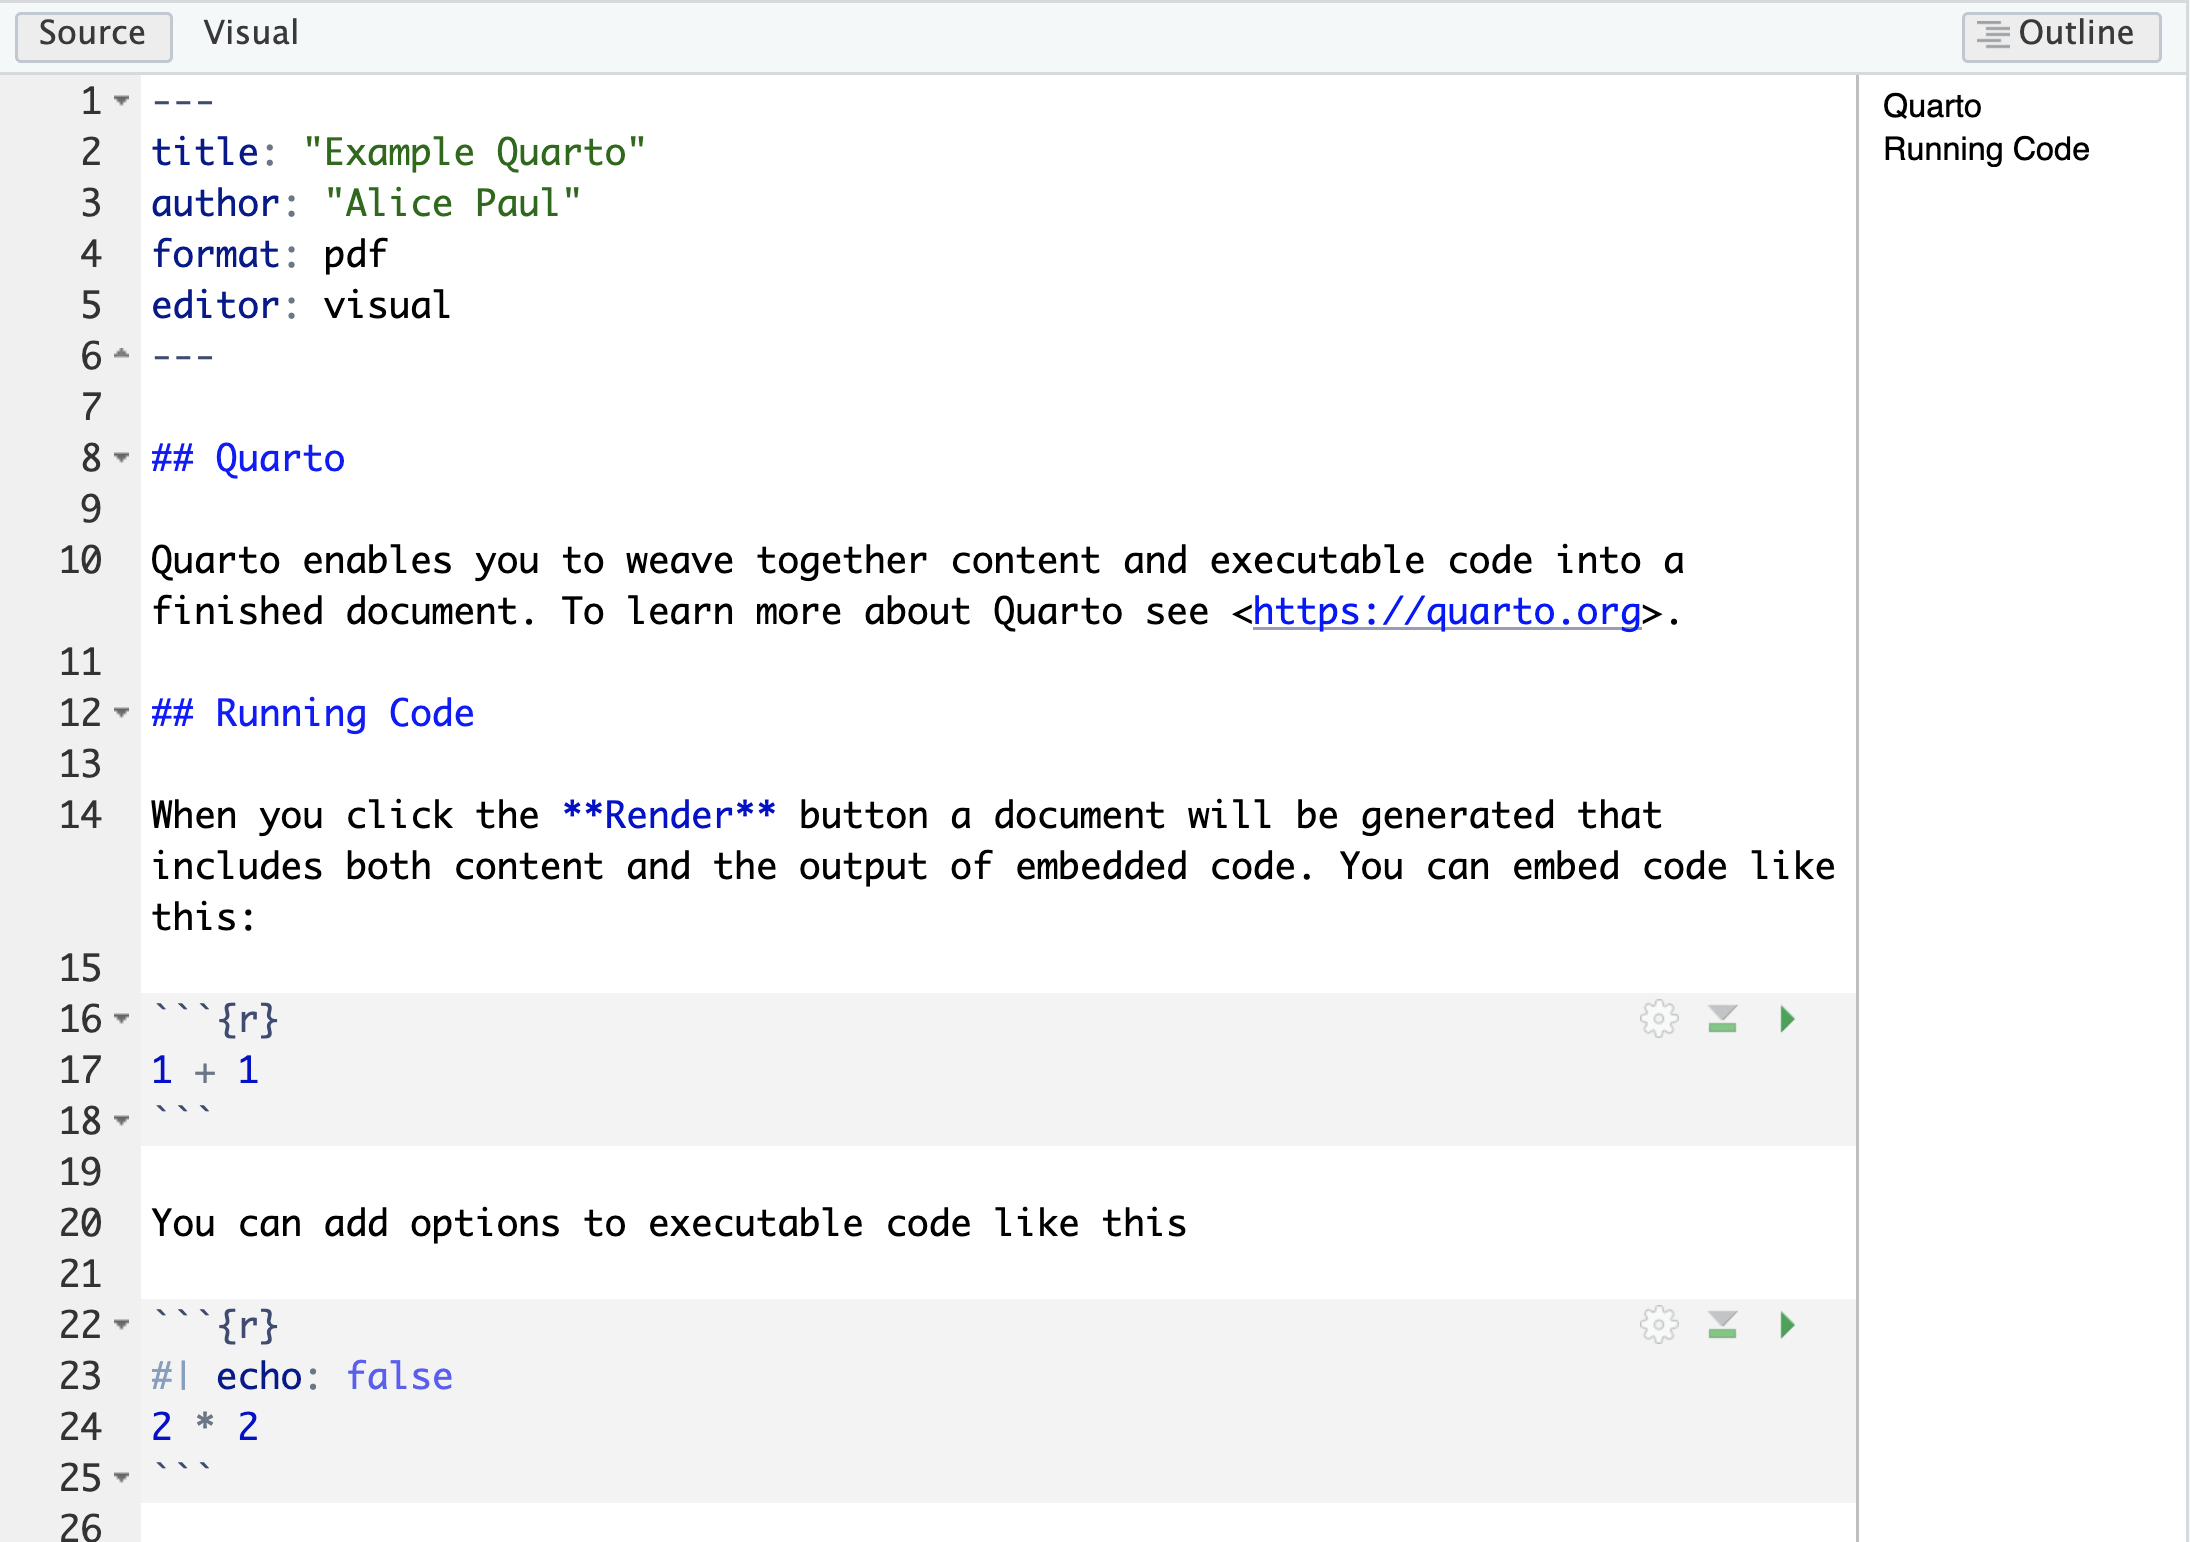 Source Visual Outline
1 ---
2 title: "Example Quarto"
3 author: "Alice Paul"
4 format: pdf
5 editor: visual
6 ---
7
8 ## Quarto
9
10 Quarto enables you to weave together content and executable code into a
finished document. To learn more about Quarto see <https://quarto.org>.
11
12 ## Running Code
13
14 When you click the **Render** button a document will be generated that
includes both content and the output of embedded code. You can embed code like
this:
15
16 ```{r}
17 1 + 1
18 ```
19
20 You can add options to executable code like this
21
22 ```{r}
23 #| echo: false
24 2 * 2
25 ```
26
Quarto
Running Code